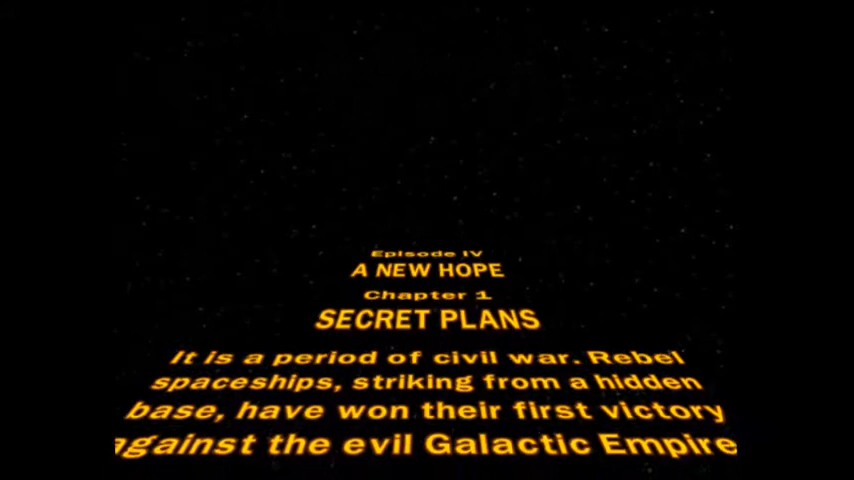 Episode IV
A NEW HOPE
Chapter 1
SECRET PLANS
It is a period of civil war. Rebel
spaceships, striking from a hidden
base, have won their first victory
against the evil Galactic Empire